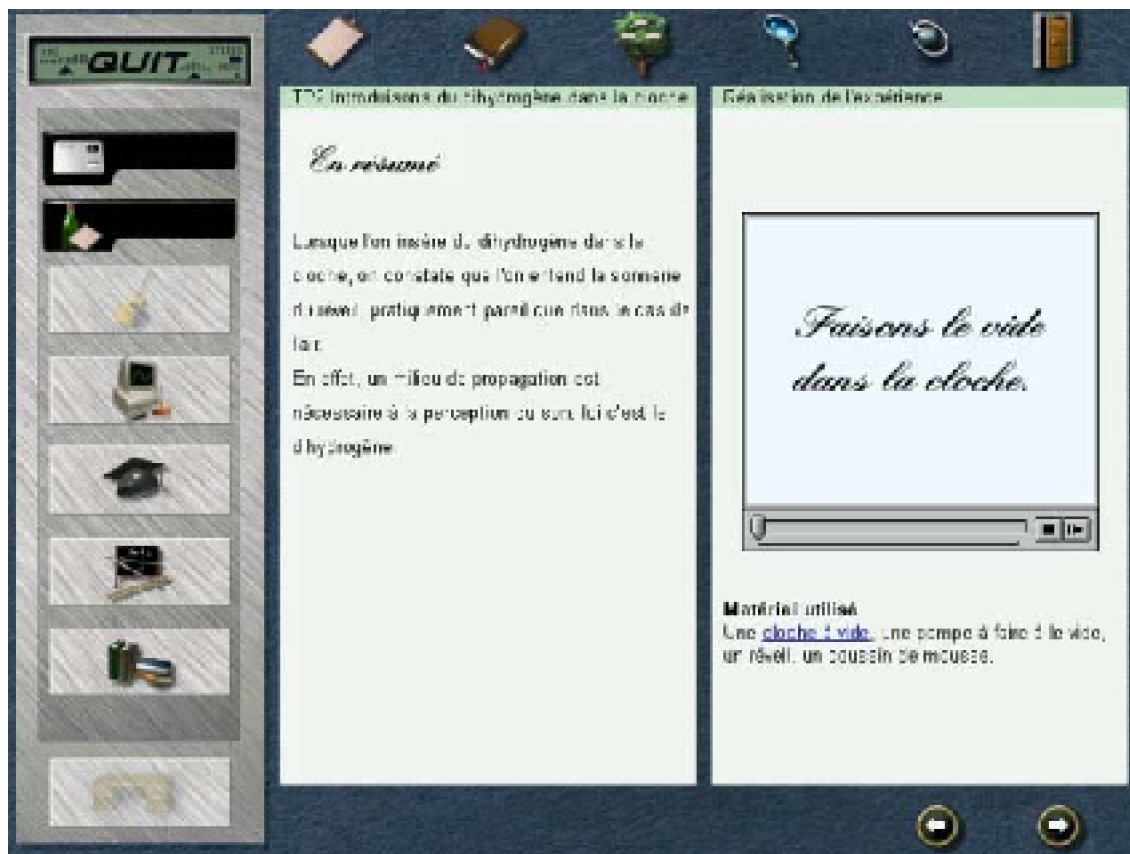 QUIT
Introduisons du dihydrogène dans la cloche
Réalisation de l'expérience
En résumé
Lorsque l'on insère du dihydrogène dans la
cloche, on constate que l'on entend la sonnerie
du réveil pratiquement pareil que dans le cas de
l'air.
En effet, un milieu de propagation est
nécessaire à la perception du son, c'est le
dihydrogène
Faisons le vide
dans la cloche.
Matériel utilisé
Une cloche à vide, une pompe à faire le vide,
un réveil, un coussin de mousse.